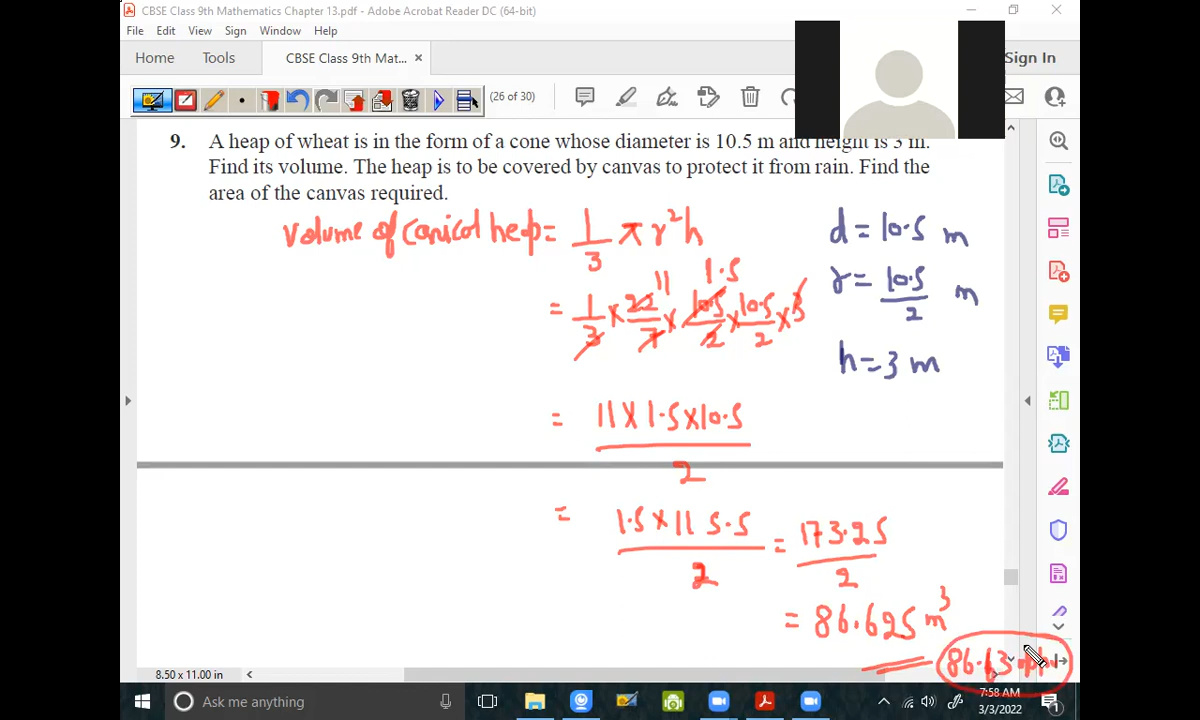 CBSE Class 9th Mathematics Chapter 13.pdf - Adobe Acrobat Reader DC (64-bit)
File Edit View Sign Window Help
Home Tools CBSE Class 9th Mat... × Sign In
(26 of 30)
9. A heap of wheat is in the form of a cone whose diameter is 10.5 m and height is 3 m.
Find its volume. The heap is to be covered by canvas to protect it from rain. Find the
area of the canvas required.
Volume of conical heap = 1/3 π r²h
d = 10.5 m
r = 10.5/2 m
h = 3 m
= 1/3 × 22/7 × 10.5/2 × 10.5/2 × 3
11 1.5
= 11 × 1.5 × 10.5 / 2
= 1.5 × 115.5 / 2 = 173.25 / 2
= 86.625 m³
86.63
8.50 x 11.00 in
Ask me anything
7:58 AM
3/3/2022
1